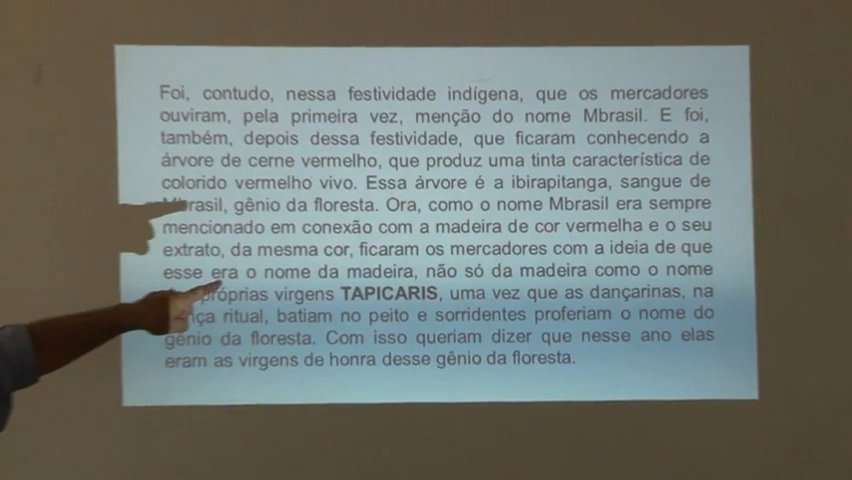 Foi, contudo, nessa festividade indígena, que os mercadores
ouviram, pela primeira vez, menção do nome Mbrasil. E foi,
também, depois dessa festividade, que ficaram conhecendo a
árvore de cerne vermelho, que produz uma tinta característica de
colorido vermelho vivo. Essa árvore é a ibirapitanga, sangue de
Mbrasil, gênio da floresta. Ora, como o nome Mbrasil era sempre
mencionado em conexão com a madeira de cor vermelha e o seu
extrato, da mesma cor, ficaram os mercadores com a ideia de que
esse era o nome da madeira, não só da madeira como o nome
próprias virgens TAPICARIS, uma vez que as dançarinas, na
ritual, batiam no peito e sorridentes proferiam o nome do
gênio da floresta. Com isso queriam dizer que nesse ano elas
eram as virgens de honra desse gênio da floresta.